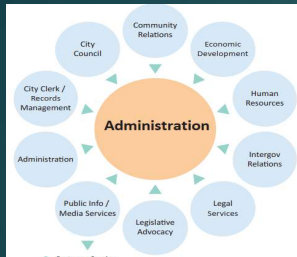 Community
Relations
City
Council
Economic
Development
City Clerk /
Records
Management
Human
Resources
Administration
Administration
Intergov
Relations
Public Info /
Media Services
Legal
Services
Legislative
Advocacy